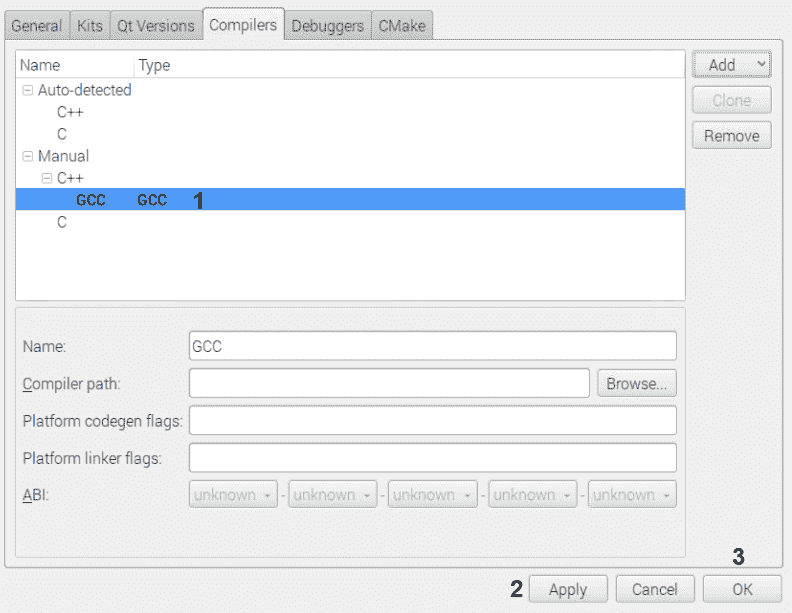 General Kits Qt Versions Compilers Debuggers CMake
Name Type
Add
Auto-detected
C++
Clone
C
Remove
Manual
C++
GCC GCC 1
C
Name: GCC
Compiler path: Browse...
Platform codegen flags:
Platform linker flags:
ABI: unknown - unknown - unknown - unknown - unknown
3
2 Apply Cancel OK